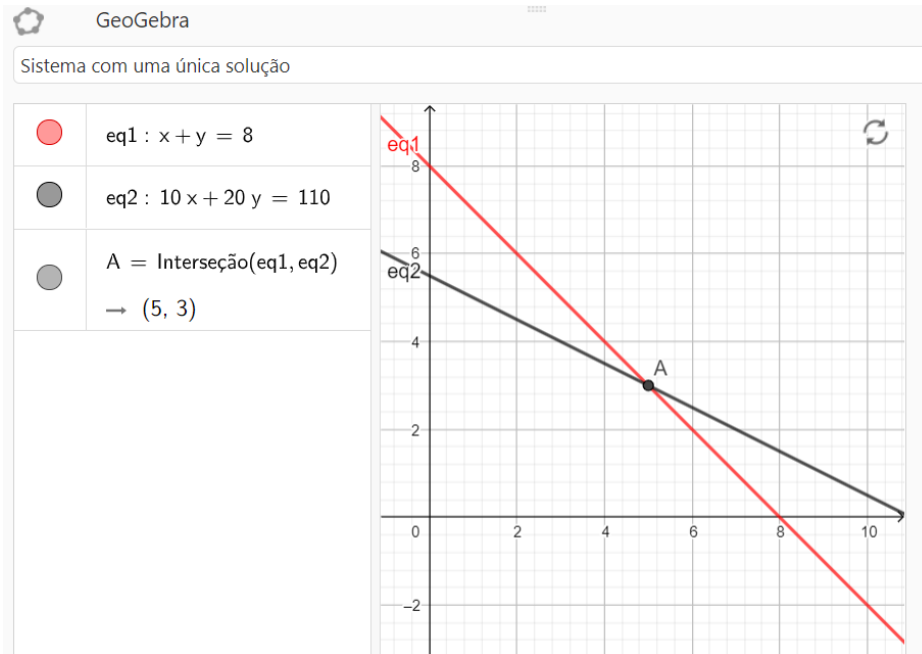 GeoGebra
Sistema com uma única solução
eq1 : x + y = 8
eq2 : 10 x + 20 y = 110
A = Interseção(eq1, eq2)
→ (5, 3)
eq1
8
6
eq2
4
A
2
0
2
4
6
8
10
−2